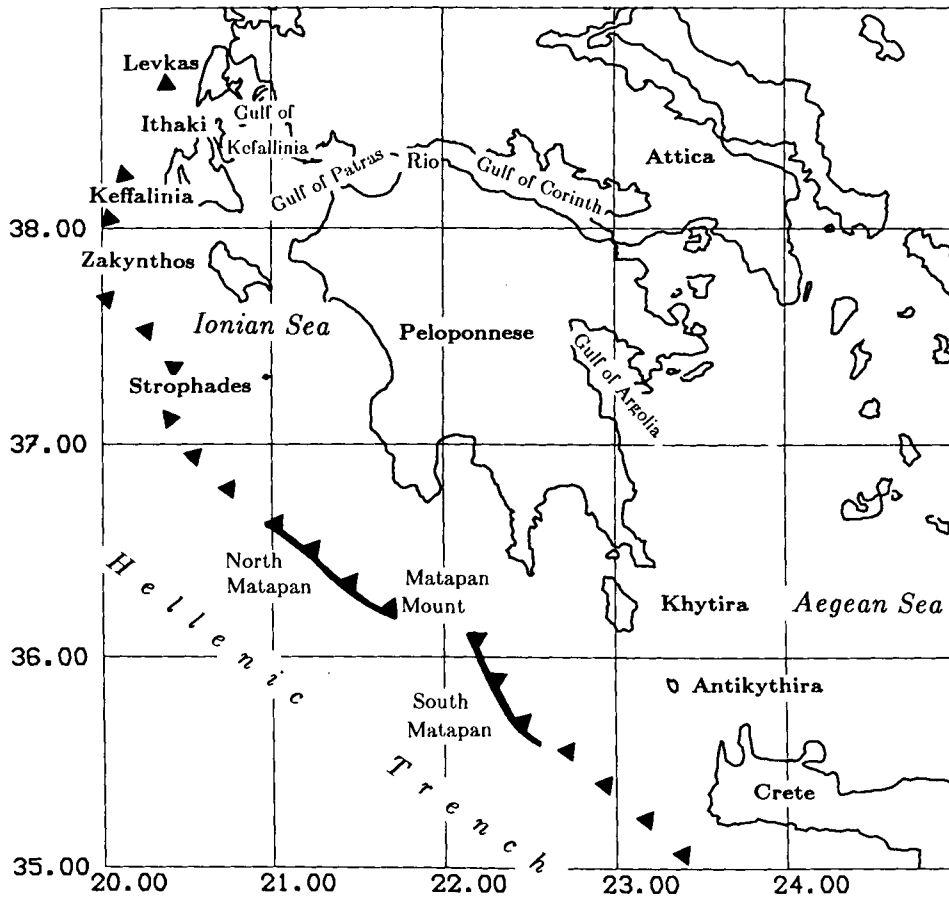 Levkas
Gulf of
Kefallinia
Ithaki
Gulf of Patras
Rio
Gulf of Corinth
Attica
Keffalinia
38.00
Zakynthos
Ionian Sea
Peloponnese
Gulf of Argolia
Strophades
37.00
North
Matapan
Matapan
Mount
Khytira
Aegean Sea
Hellenic
36.00
Antikythira
South
Matapan
Trench
Crete
35.00
20.00
21.00
22.00
23.00
24.00